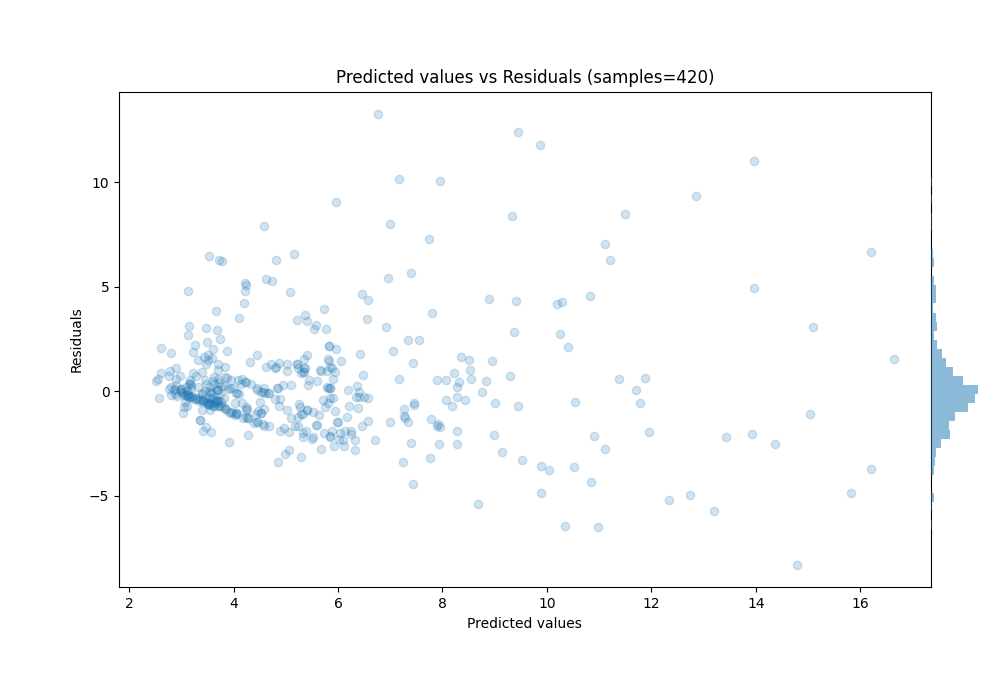 Predicted values vs Residuals (samples=420)
10
5
0
−5
Residuals
2 4 6 8 10 12 14 16
Predicted values